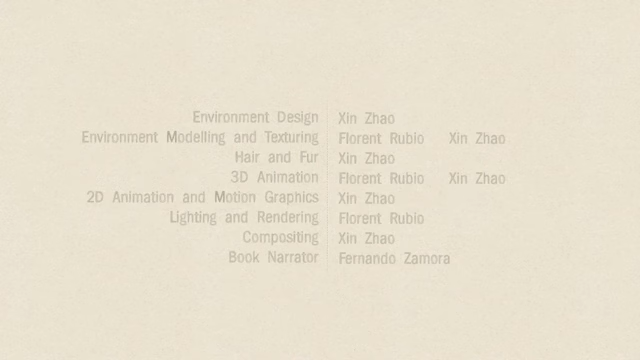 Environment Design Xin Zhao
Environment Modelling and Texturing Florent Rubio Xin Zhao
Hair and Fur Xin Zhao
3D Animation Florent Rubio Xin Zhao
2D Animation and Motion Graphics Xin Zhao
Lighting and Rendering Florent Rubio
Compositing Xin Zhao
Book Narrator Fernando Zamora